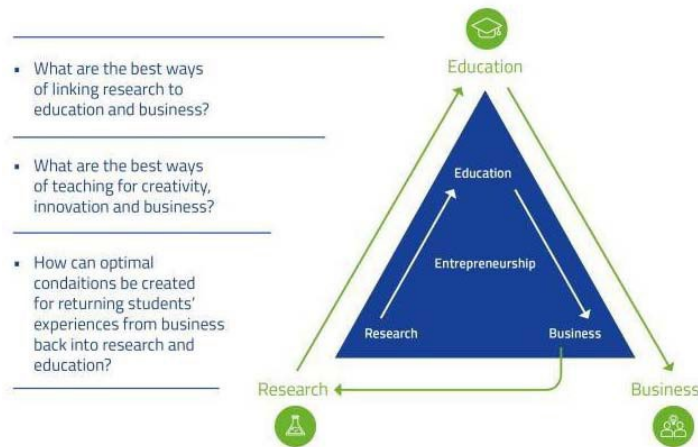 ▪ What are the best ways
of linking research to
education and business?
▪ What are the best ways
of teaching for creativity,
innovation and business?
▪ How can optimal
condaitions be created
for returning students’
experiences from business
back into research and
education?
Education
Education
Entrepreneurship
Research
Business
Research
Business